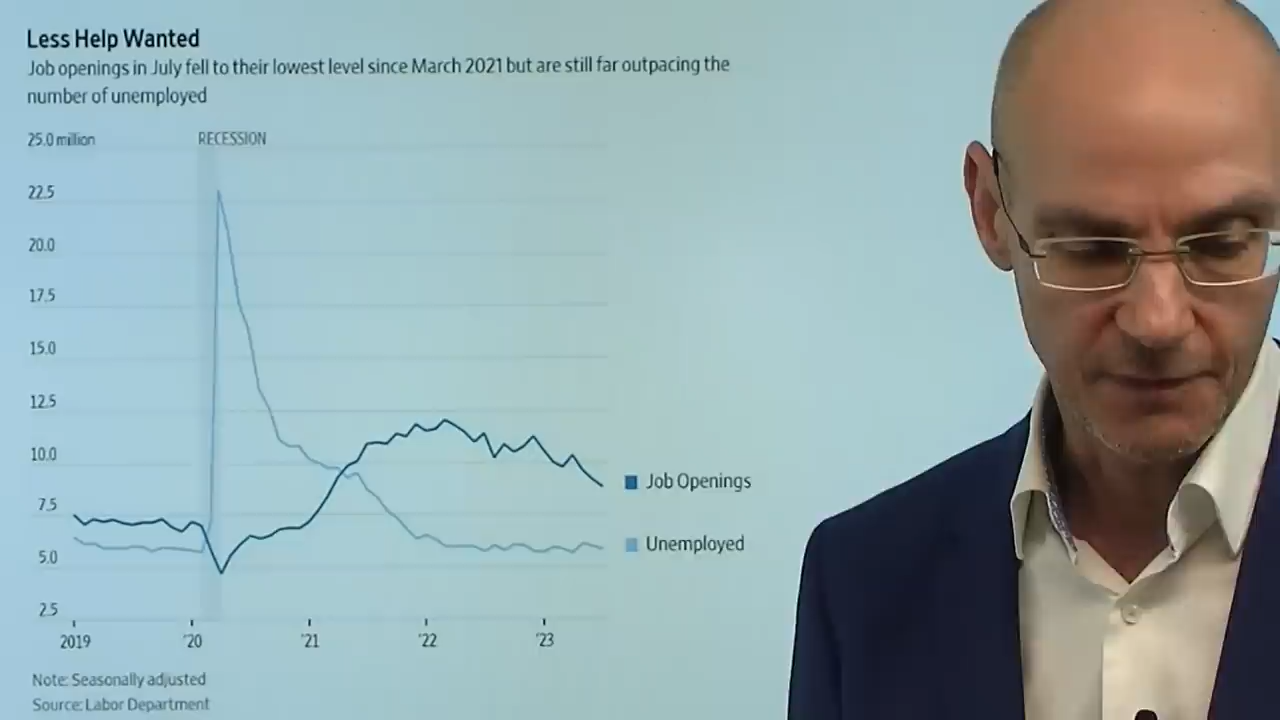 Less Help Wanted
Job openings in July fell to their lowest level since March 2021 but are still far outpacing the
number of unemployed
25.0 million
RECESSION
22.5
20.0
17.5
15.0
12.5
10.0
7.5
5.0
2.5
Job Openings
Unemployed
2019
'20
'21
'22
'23
Note: Seasonally adjusted
Source: Labor Department